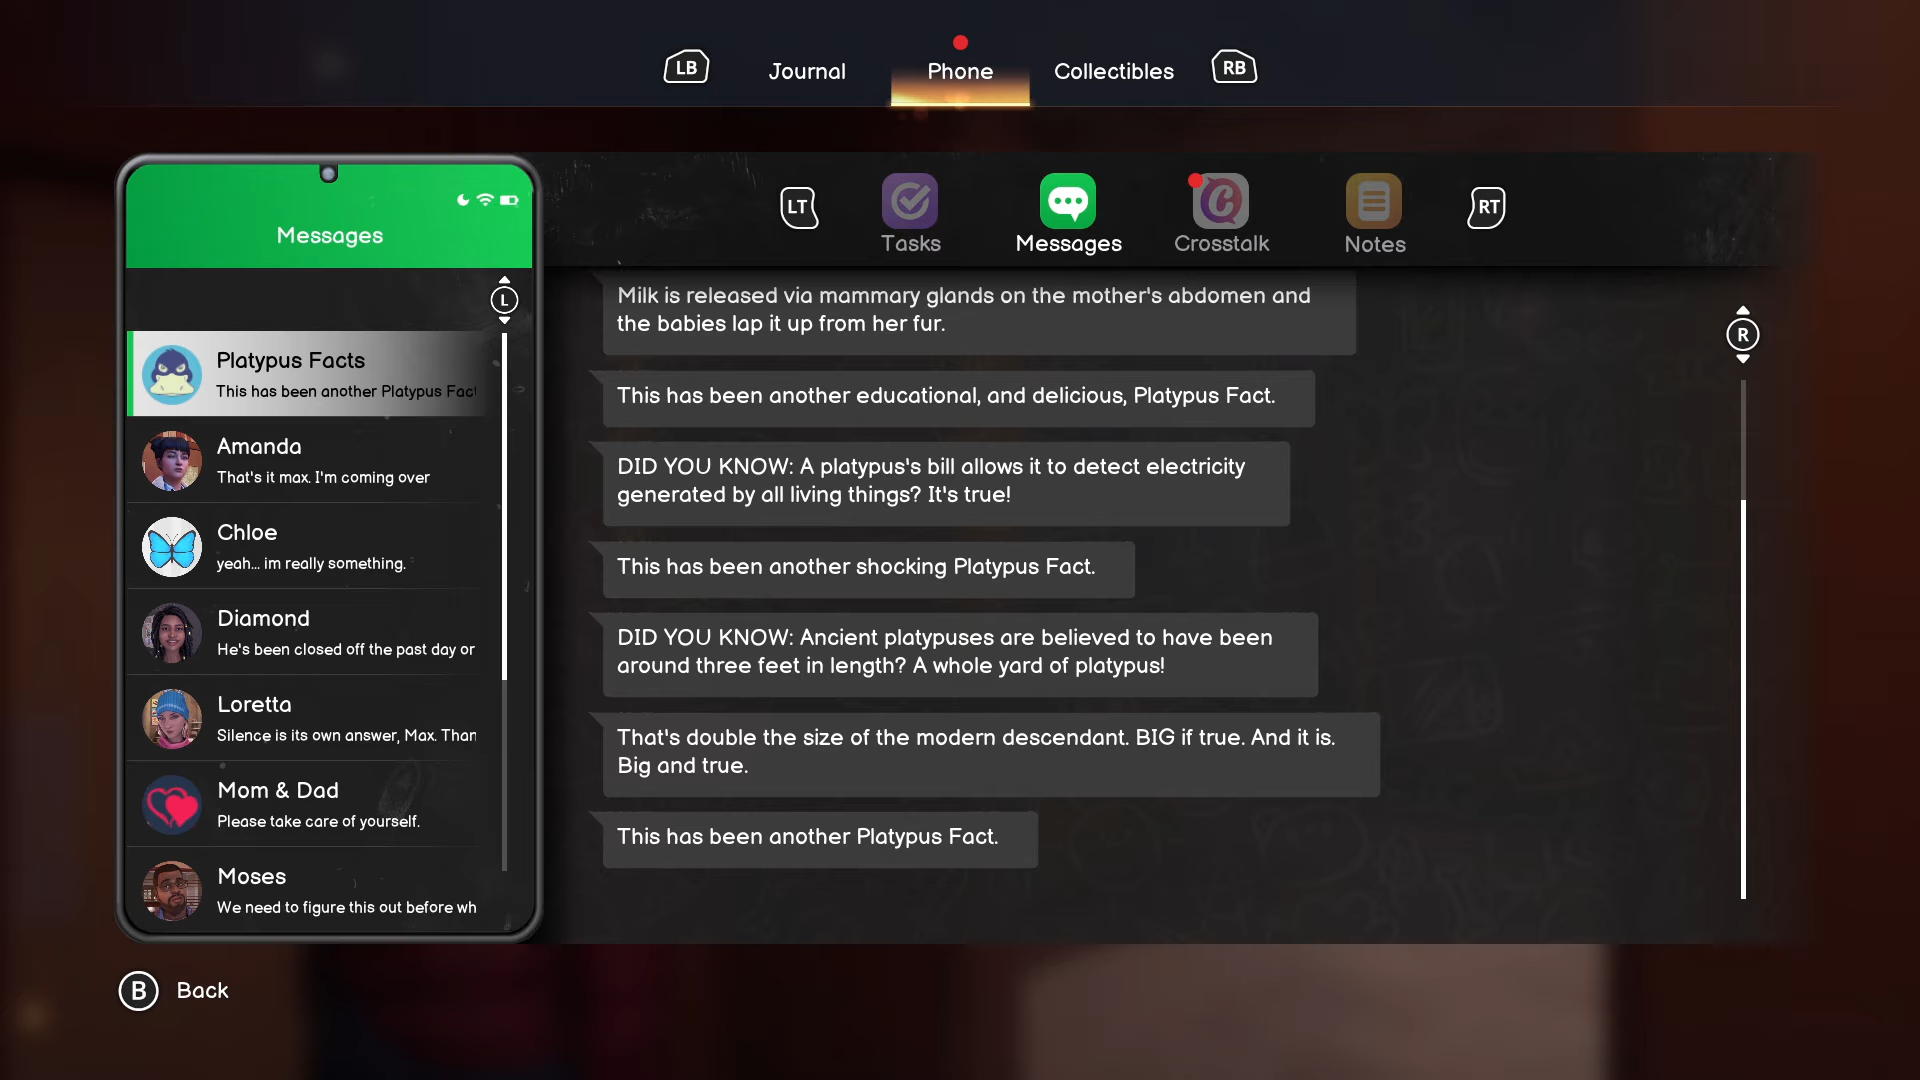 LB
Journal
Phone
Collectibles
RB
Messages
LT
Tasks
Messages
Crosstalk
Notes
RT
L
Platypus Facts
This has been another Platypus Fact
Amanda
That's it max. I'm coming over
Chloe
yeah... im really something.
Diamond
He's been closed off the past day or
Loretta
Silence is its own answer, Max. Than
Mom & Dad
Please take care of yourself.
Moses
We need to figure this out before wh
Milk is released via mammary glands on the mother's abdomen and
the babies lap it up from her fur.
This has been another educational, and delicious, Platypus Fact.
DID YOU KNOW: A platypus's bill allows it to detect electricity
generated by all living things? It's true!
This has been another shocking Platypus Fact.
DID YOU KNOW: Ancient platypuses are believed to have been
around three feet in length? A whole yard of platypus!
That's double the size of the modern descendant. BIG if true. And it is.
Big and true.
This has been another Platypus Fact.
R
B Back